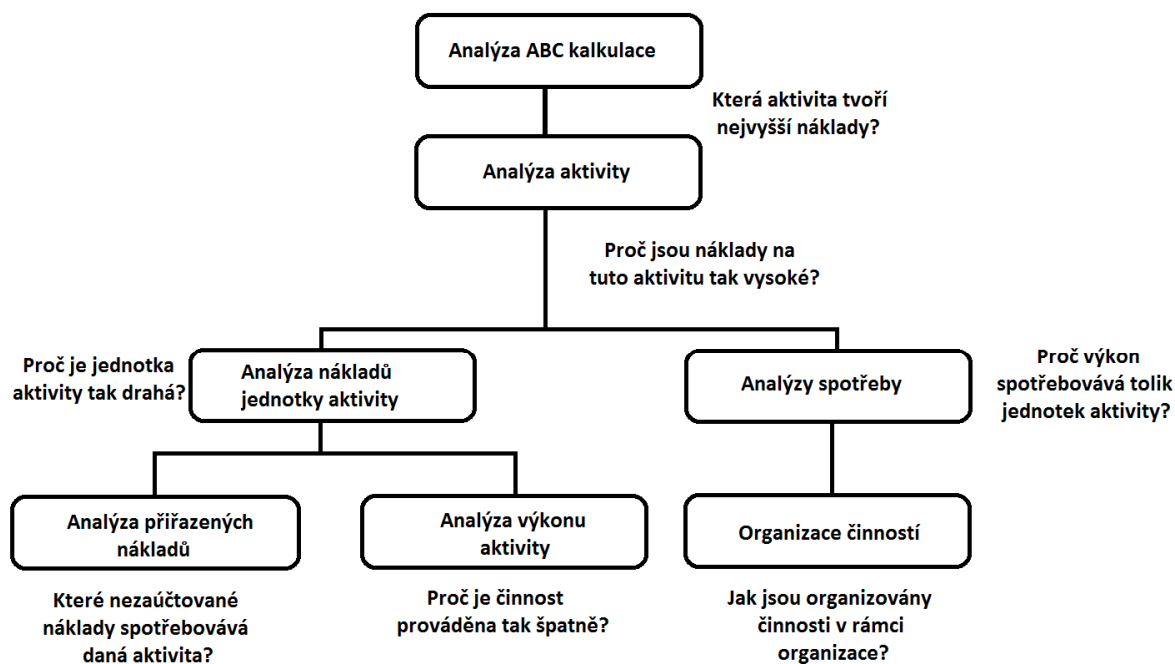 Analýza ABC kalkulace
Která aktivita tvoří
nejvyšší náklady?
Analýza aktivity
Proč jsou náklady na
tuto aktivitu tak vysoké?
Proč je jednotka
aktivity tak drahá?
Analýza nákladů
jednotky aktivity
Analýzy spotřeby
Proč výkon
spotřebovává tolik
jednotek aktivity?
Analýza přiřazených
nákladů
Analýza výkonu
aktivity
Organizace činností
Které nezaúčtované
náklady spotřebovává
daná aktivita?
Proč je činnost
prováděna tak špatně?
Jak jsou organizovány
činnosti v rámci
organizace?